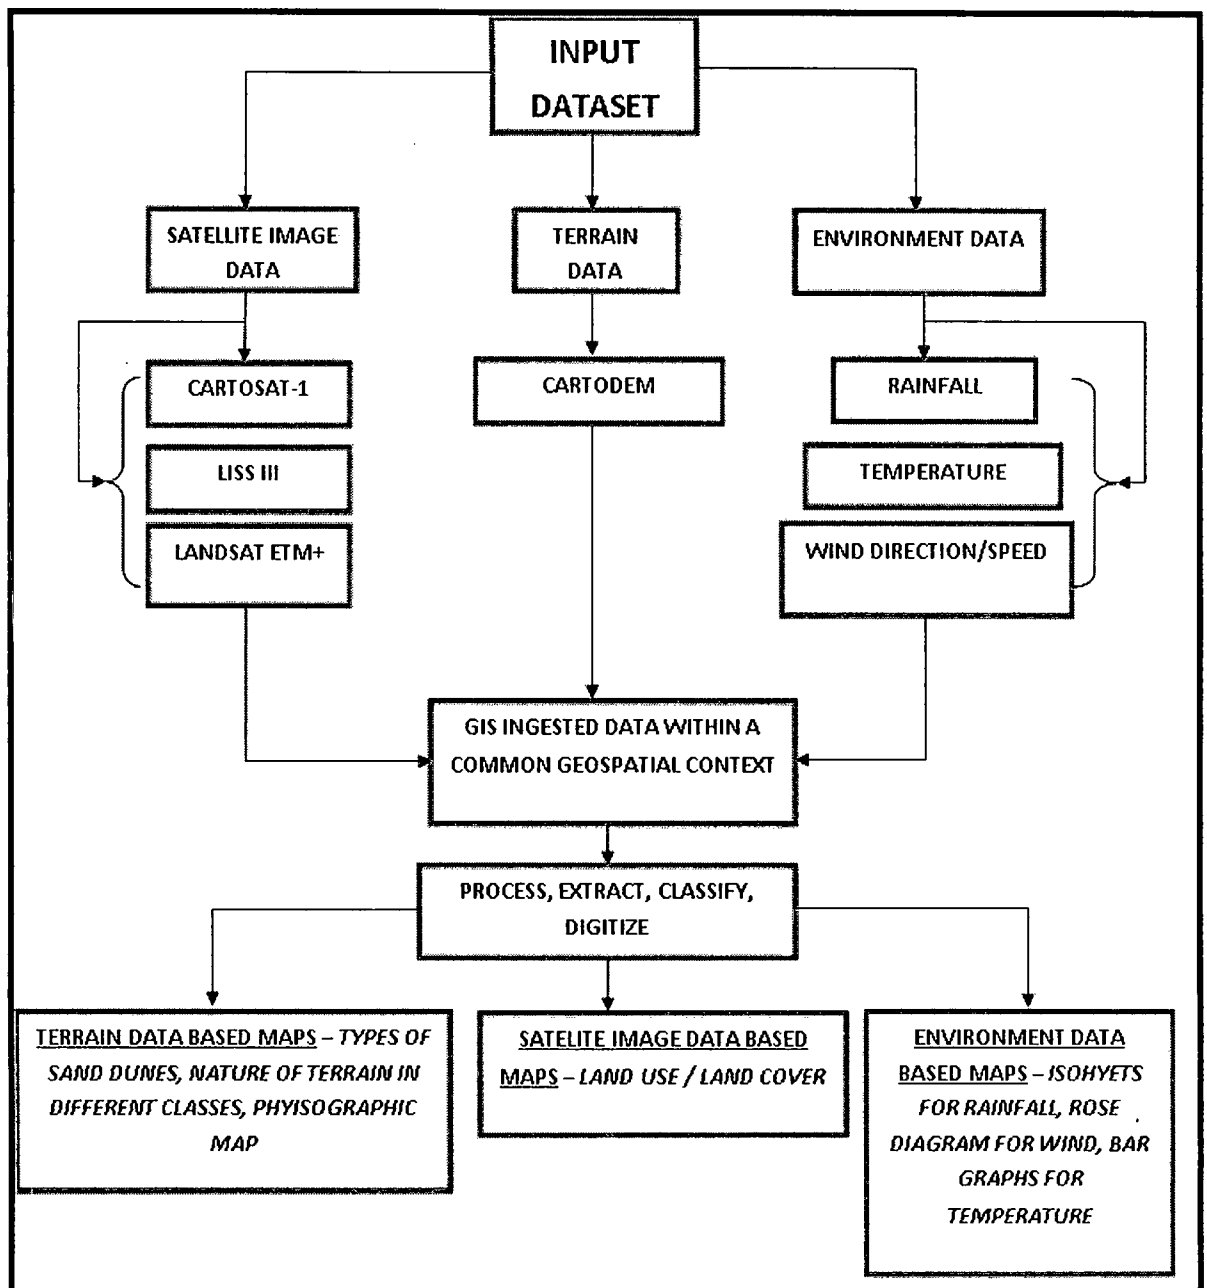 INPUT
DATASET
SATELLITE IMAGE
DATA
TERRAIN
DATA
ENVIRONMENT DATA
CARTOSAT-1
CARTODEM
RAINFALL
LISS III
TEMPERATURE
LANDSAT ETM+
WIND DIRECTION/SPEED
GIS INGESTED DATA WITHIN A
COMMON GEOSPATIAL CONTEXT
PROCESS, EXTRACT, CLASSIFY,
DIGITIZE
TERRAIN DATA BASED MAPS – TYPES OF
SAND DUNES, NATURE OF TERRAIN IN
DIFFERENT CLASSES, PHYISOGRAPHIC
MAP
SATELITE IMAGE DATA BASED
MAPS – LAND USE / LAND COVER
ENVIRONMENT DATA
BASED MAPS – ISOHYETS
FOR RAINFALL, ROSE
DIAGRAM FOR WIND, BAR
GRAPHS FOR
TEMPERATURE